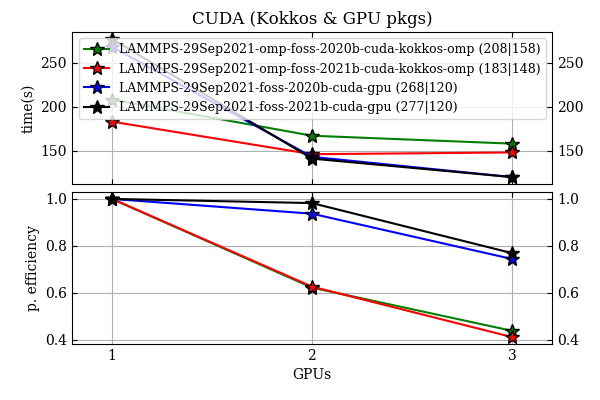 CUDA (Kokkos & GPU pkgs)
LAMMPS-29Sep2021-omp-foss-2020b-cuda-kokkos-omp (208|158)
LAMMPS-29Sep2021-omp-foss-2021b-cuda-kokkos-omp (183|148)
LAMMPS-29Sep2021-foss-2020b-cuda-gpu (268|120)
LAMMPS-29Sep2021-foss-2021b-cuda-gpu (277|120)
time(s)
250 250
200 200
150 150
p. efficiency
1.0 1.0
0.8 0.8
0.6 0.6
0.4 0.4
1 2 3
GPUs